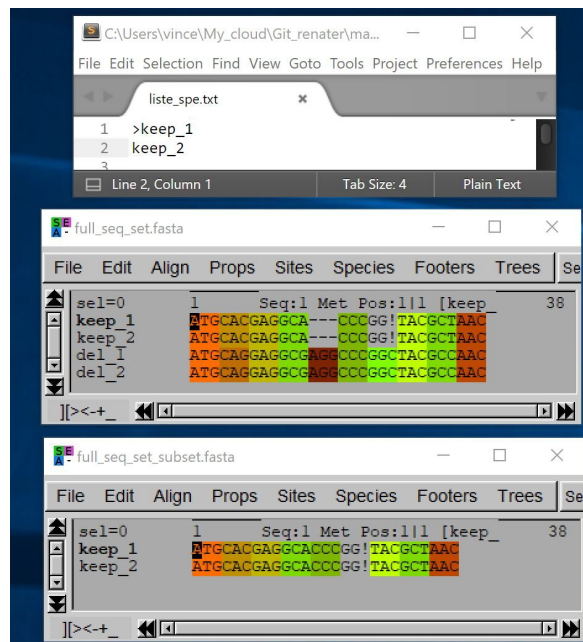 C:\Users\vince\My_cloud\Git_renater\ma...
File Edit Selection Find View Goto Tools Project Preferences Help
liste_spe.txt
1 >keep_1
2 keep_2
3
Line 2, Column 1 Tab Size: 4 Plain Text
full_seq_set.fasta
File Edit Align Props Sites Species Footers Trees Se
sel=0 1 Seq:1 Met Pos:1|1 [keep_ 38
keep_1 ATGCACGAGGCA---CCCGG!TACGCTAAC
keep_2 ATGCACGAGGCA---CCCGG!TACGCTAAC
del_1 ATGCAGGAGGCGAGGCCCGGCTACGCCAAC
del_2 ATGCAGGAGGCGAGGCCCGGCTACGCCAAC
][><-+_
full_seq_set_subset.fasta
File Edit Align Props Sites Species Footers Trees Se
sel=0 1 Seq:1 Met Pos:1|1 [keep_ 38
keep_1 ATGCACGAGGCACCCGG!TACGCTAAC
keep_2 ATGCACGAGGCACCCGG!TACGCTAAC
][><-+_